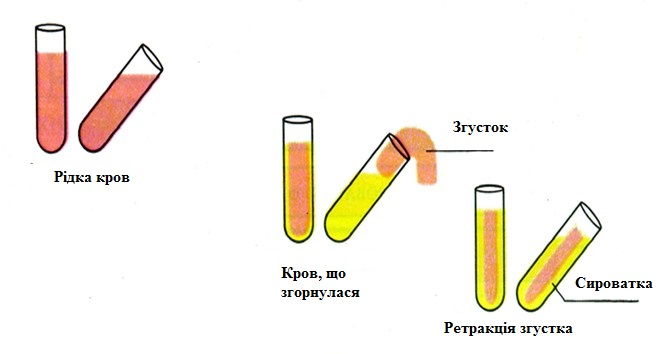 Рідка кров
Згусток
Кров, що
згорнулася
Сироватка
Ретракція згустка